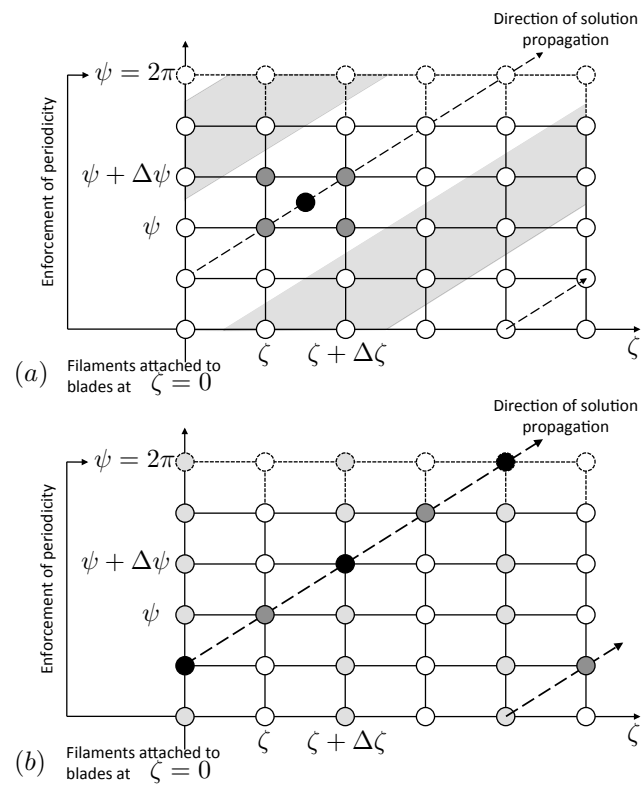 Direction of solution
propagation
ψ = 2π
Enforcement of periodicity
ψ + Δψ
ψ
ζ
ζ
ζ + Δζ
(a) Filaments attached to
blades at ζ = 0
Direction of solution
propagation
ψ = 2π
Enforcement of periodicity
ψ + Δψ
ψ
ζ
ζ
ζ + Δζ
(b) Filaments attached to
blades at ζ = 0